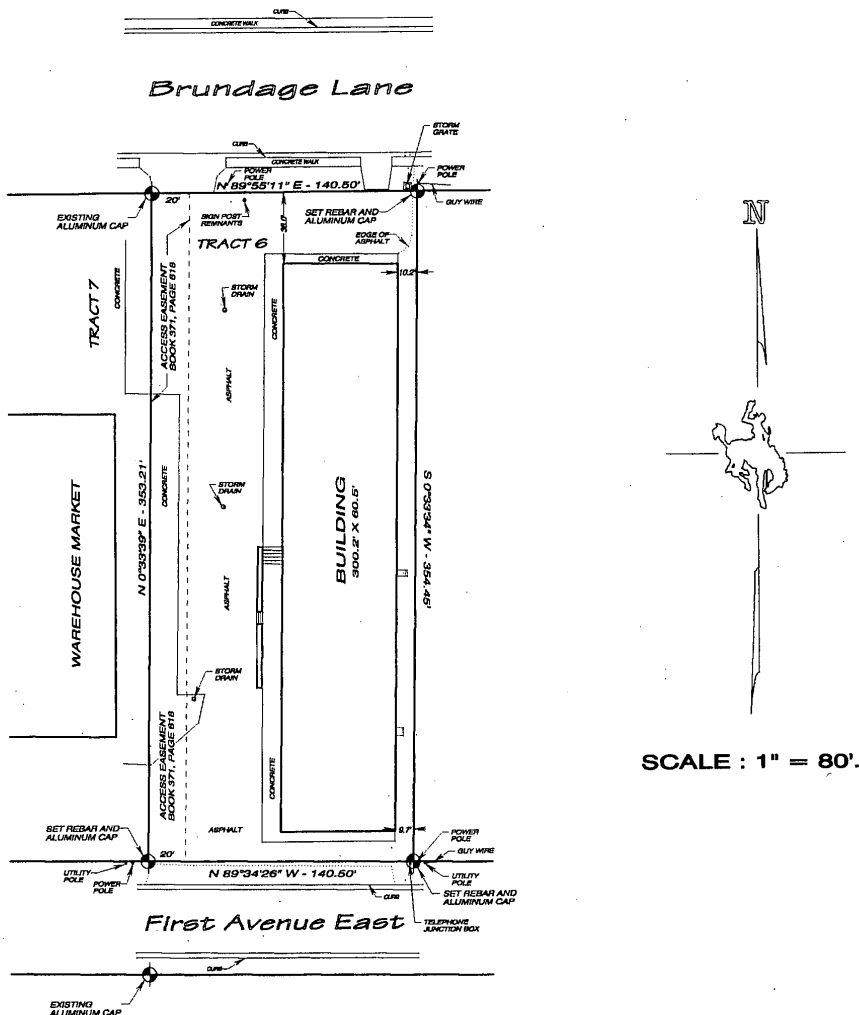 CURB
CONCRETE WALK
Brundage Lane
STORM
GRATE
CURB
CONCRETE WALK
POWER
POLE
POWER
POLE
N 89°55'11" E - 140.50'
20'
EXISTING
ALUMINUM CAP
SIGN POST
REMNANTS
SET REBAR AND
ALUMINUM CAP
GUY WIRE
TRACT 6
EDGE OF
ASPHALT
CONCRETE
10.2'
TRACT 7
CONCRETE
ACCESS EASEMENT
BOOK 371, PAGE 618
STORM
DRAIN
CONCRETE
ASPHALT
N
WAREHOUSE MARKET
N 0°33'39" E - 353.21'
CONCRETE
STORM
DRAIN
BUILDING
300.2' X 60.5'
S 0°33'34" W - 354.45'
ASPHALT
STORM
DRAIN
ACCESS EASEMENT
BOOK 371, PAGE 618
CONCRETE
SCALE : 1" = 80'.
SET REBAR AND
ALUMINUM CAP
ASPHALT
9.7'
POWER
POLE
20'
GUY WIRE
UTILITY
POLE
POWER
POLE
N 89°34'26" W - 140.50'
UTILITY
POLE
SET REBAR AND
ALUMINUM CAP
CURB
First Avenue East
TELEPHONE
JUNCTION BOX
CURB
EXISTING
ALUMINUM CAP